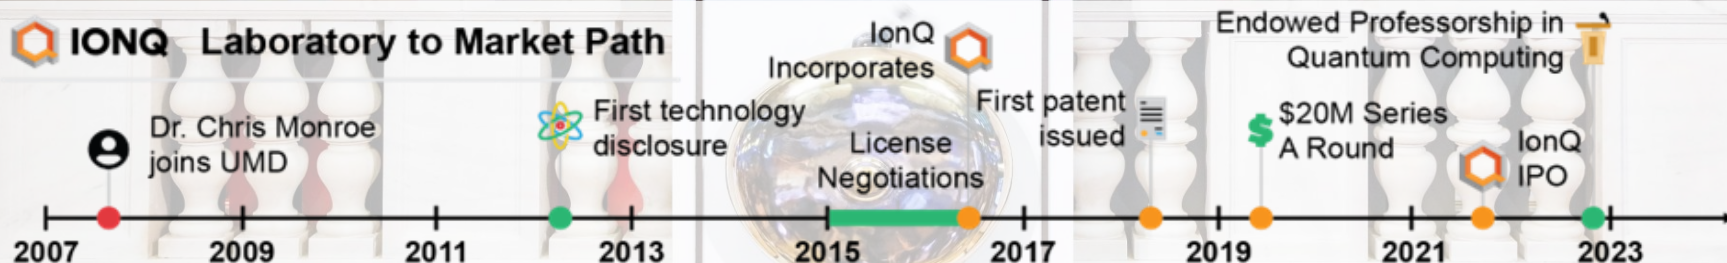 IONQ Laboratory to Market Path
Dr. Chris Monroe
joins UMD
First technology
disclosure
License
Negotiations
IonQ
Incorporates
First patent
issued
$20M Series
A Round
IonQ
IPO
Endowed Professorship in
Quantum Computing
2007 2009 2011 2013 2015 2017 2019 2021 2023